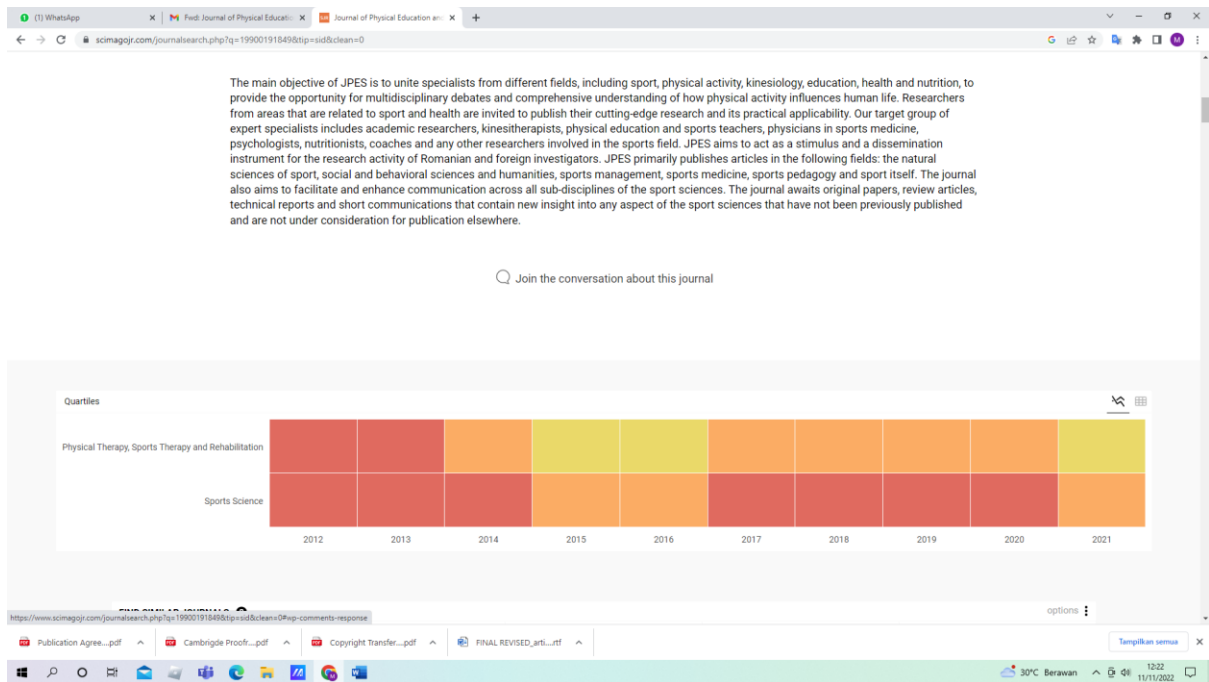 (1) WhatsApp
Fwd: Journal of Physical Educatic
Journal of Physical Education anc
scimagojr.com/journalsearch.php?q=19900191849&tip=sid&clean=0
The main objective of JPES is to unite specialists from different fields, including sport, physical activity, kinesiology, education, health and nutrition, to
provide the opportunity for multidisciplinary debates and comprehensive understanding of how physical activity influences human life. Researchers
from areas that are related to sport and health are invited to publish their cutting-edge research and its practical applicability. Our target group of
expert specialists includes academic researchers, kinesitherapists, physical education and sports teachers, physicians in sports medicine,
psychologists, nutritionists, coaches and any other researchers involved in the sports field. JPES aims to act as a stimulus and a dissemination
instrument for the research activity of Romanian and foreign investigators. JPES primarily publishes articles in the following fields: the natural
sciences of sport, social and behavioral sciences and humanities, sports management, sports medicine, sports pedagogy and sport itself. The journal
also aims to facilitate and enhance communication across all sub-disciplines of the sport sciences. The journal awaits original papers, review articles,
technical reports and short communications that contain new insight into any aspect of the sport sciences that have not been previously published
and are not under consideration for publication elsewhere.
Join the conversation about this journal
Quartiles
Physical Therapy, Sports Therapy and Rehabilitation
Sports Science
2012 2013 2014 2015 2016 2017 2018 2019 2020 2021
FIND SIMILAR JOURNALS
options
https://www.scimagojr.com/journalsearch.php?q=19900191849&tip=sid&clean=0#wp-comments-response
Publication Agree....pdf
Cambrigde Proofr....pdf
Copyright Transfer....pdf
FINAL REVISED_arti....rtf
Tampilkan semua
30°C Berawan
12:22
11/11/2022